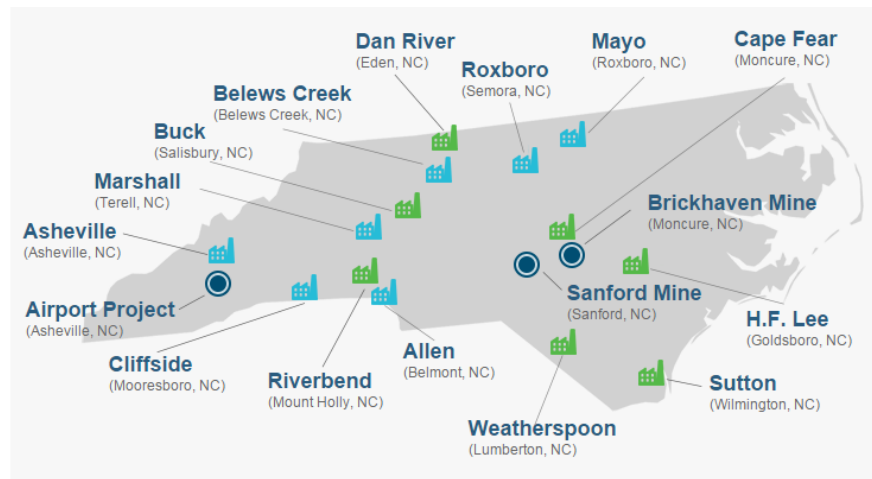 Dan River
(Eden, NC)
Mayo
(Roxboro, NC)
Cape Fear
(Moncure, NC)
Roxboro
(Semora, NC)
Belews Creek
(Belews Creek, NC)
Buck
(Salisbury, NC)
Marshall
(Terell, NC)
Brickhaven Mine
(Moncure, NC)
Asheville
(Asheville, NC)
Sanford Mine
(Sanford, NC)
Airport Project
(Asheville, NC)
H.F. Lee
(Goldsboro, NC)
Allen
(Belmont, NC)
Cliffside
(Mooresboro, NC)
Riverbend
(Mount Holly, NC)
Sutton
(Wilmington, NC)
Weatherspoon
(Lumberton, NC)